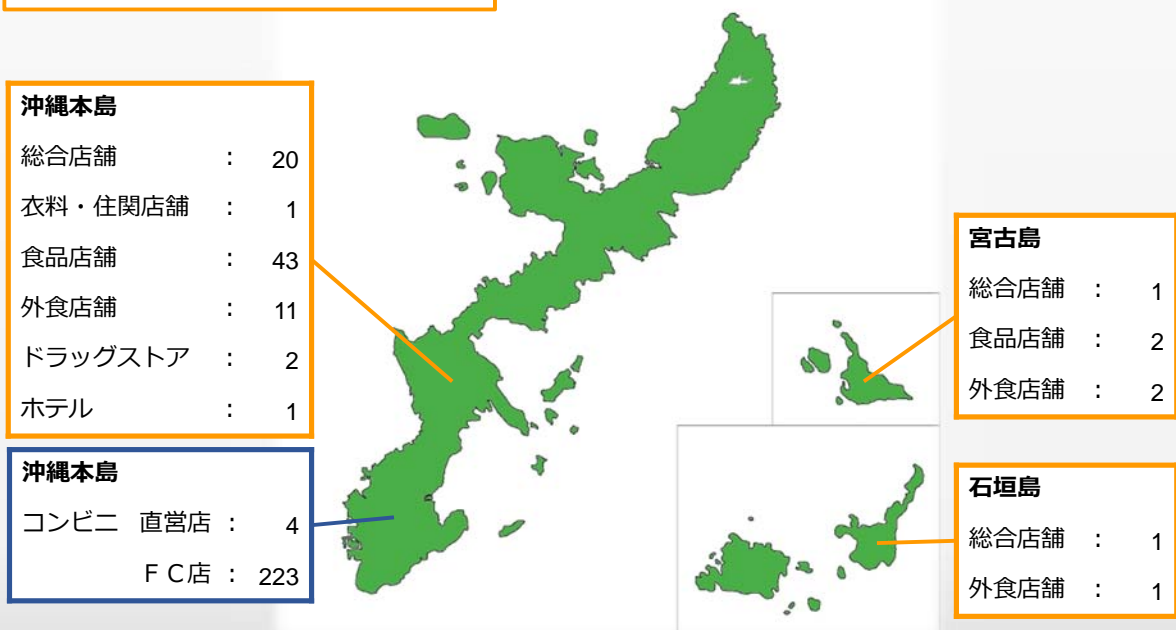 沖縄本島
総合店舗 : 20
衣料・住関店舗 : 1
食品店舗 : 43
外食店舗 : 11
ドラッグストア : 2
ホテル : 1
沖縄本島
コンビニ 直営店 : 4
ＦＣ店 : 223
宮古島
総合店舗 : 1
食品店舗 : 2
外食店舗 : 2
石垣島
総合店舗 : 1
外食店舗 : 1